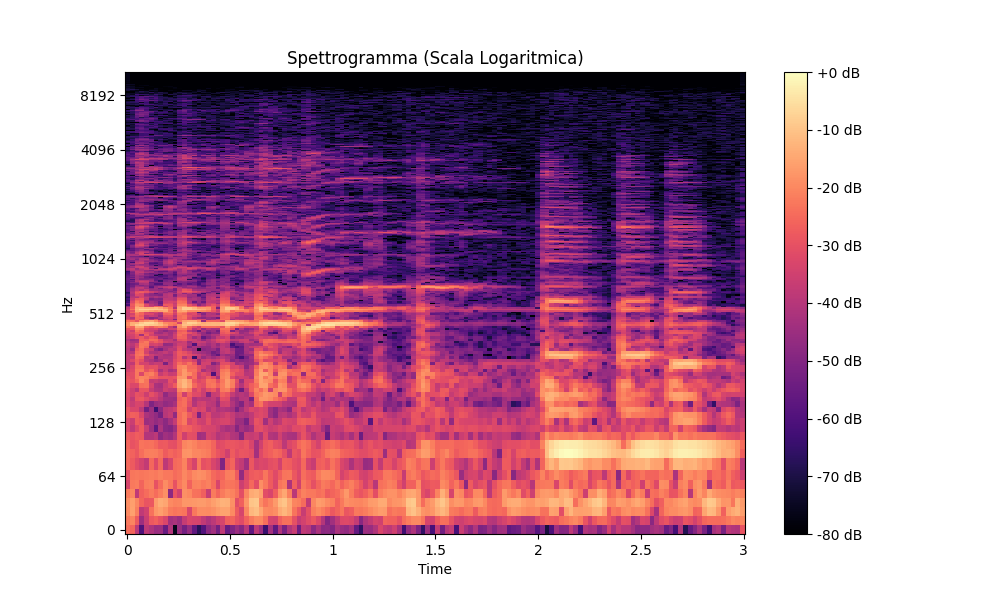 Spettrogramma (Scala Logaritmica)
8192
4096
2048
1024
512
256
128
64
0
Hz
0
0.5
1
1.5
2
2.5
3
Time
+0 dB
-10 dB
-20 dB
-30 dB
-40 dB
-50 dB
-60 dB
-70 dB
-80 dB